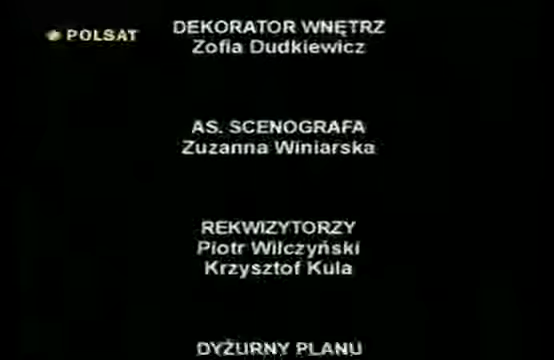 POLSAT
DEKORATOR WNĘTRZ
Zofia Dudkiewicz
AS. SCENOGRAFA
Zuzanna Winiarska
REKWIZYTORZY
Piotr Wilczyński
Krzysztof Kula
DYŻURNY PLANU